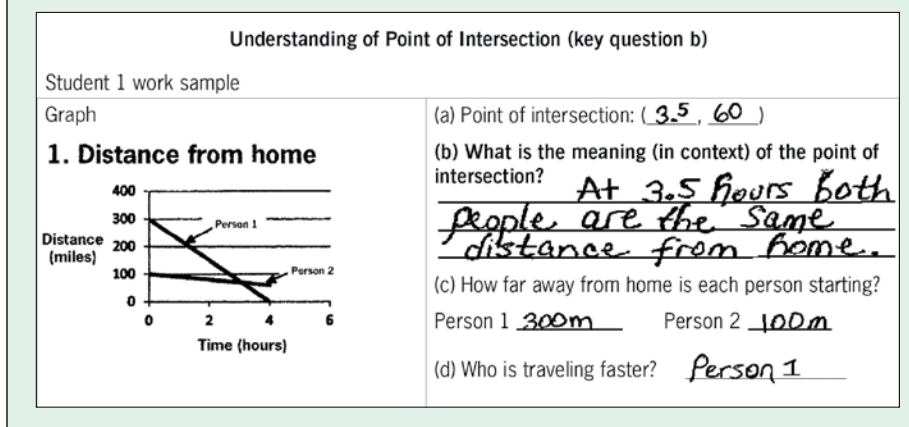 Understanding of Point of Intersection (key question b)
Student 1 work sample
Graph
1. Distance from home
400
300
Distance
(miles)
200
100
0
Person 1
Person 2
0 2 4 6
Time (hours)
(a) Point of intersection: ( 3.5 , 60 )
(b) What is the meaning (in context) of the point of
intersection? At 3.5 hours both
people are the same
distance from home.
(c) How far away from home is each person starting?
Person 1 300m Person 2 100m
(d) Who is traveling faster? Person 1